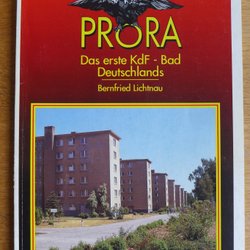 PRORA
Das erste KdF - Bad
Deutschlands
Bernfried Lichtnau